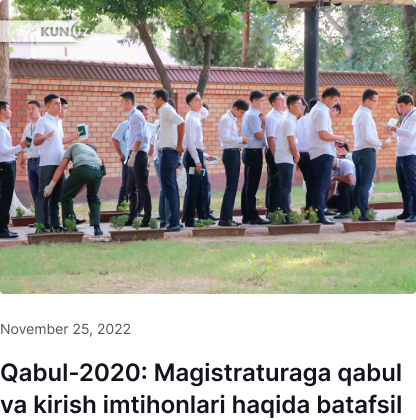 KUN.UZ
November 25, 2022
Qabul-2020: Magistraturaga qabul
va kirish imtihonlari haqida batafsil